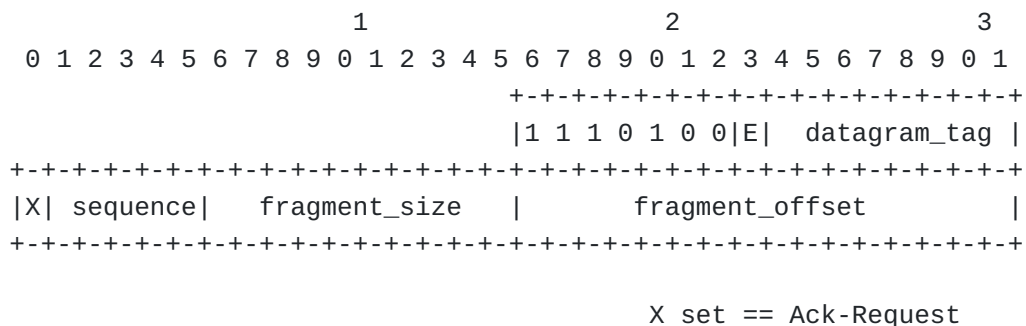 1                   2                   3
 0 1 2 3 4 5 6 7 8 9 0 1 2 3 4 5 6 7 8 9 0 1 2 3 4 5 6 7 8 9 0 1
                                +-+-+-+-+-+-+-+-+-+-+-+-+-+-+-+-+
                                |1 1 1 0 1 0 0|E|  datagram_tag |
+-+-+-+-+-+-+-+-+-+-+-+-+-+-+-+-+-+-+-+-+-+-+-+-+-+-+-+-+-+-+-+-+
|X| sequence|   fragment_size   |       fragment_offset         |
+-+-+-+-+-+-+-+-+-+-+-+-+-+-+-+-+-+-+-+-+-+-+-+-+-+-+-+-+-+-+-+-+
                                         X set == Ack-Request